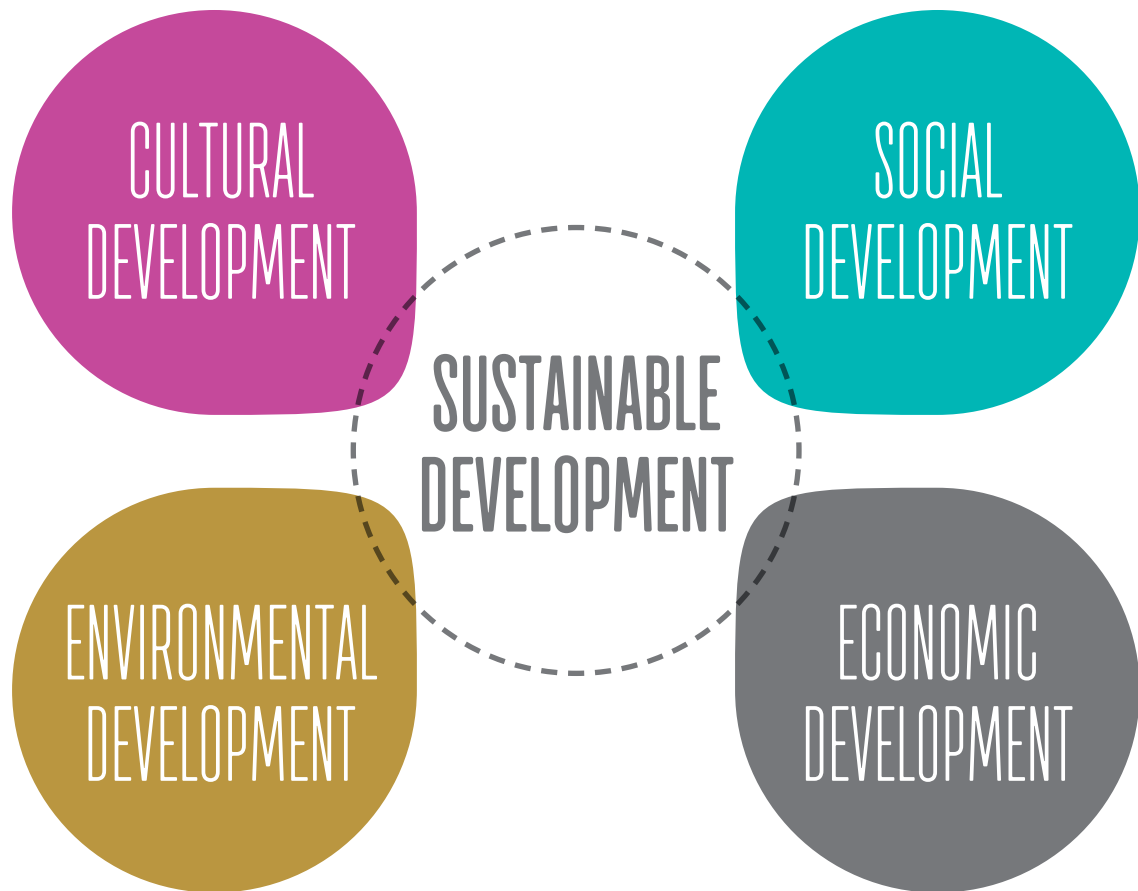 CULTURAL
DEVELOPMENT
SOCIAL
DEVELOPMENT
SUSTAINABLE
DEVELOPMENT
ENVIRONMENTAL
DEVELOPMENT
ECONOMIC
DEVELOPMENT